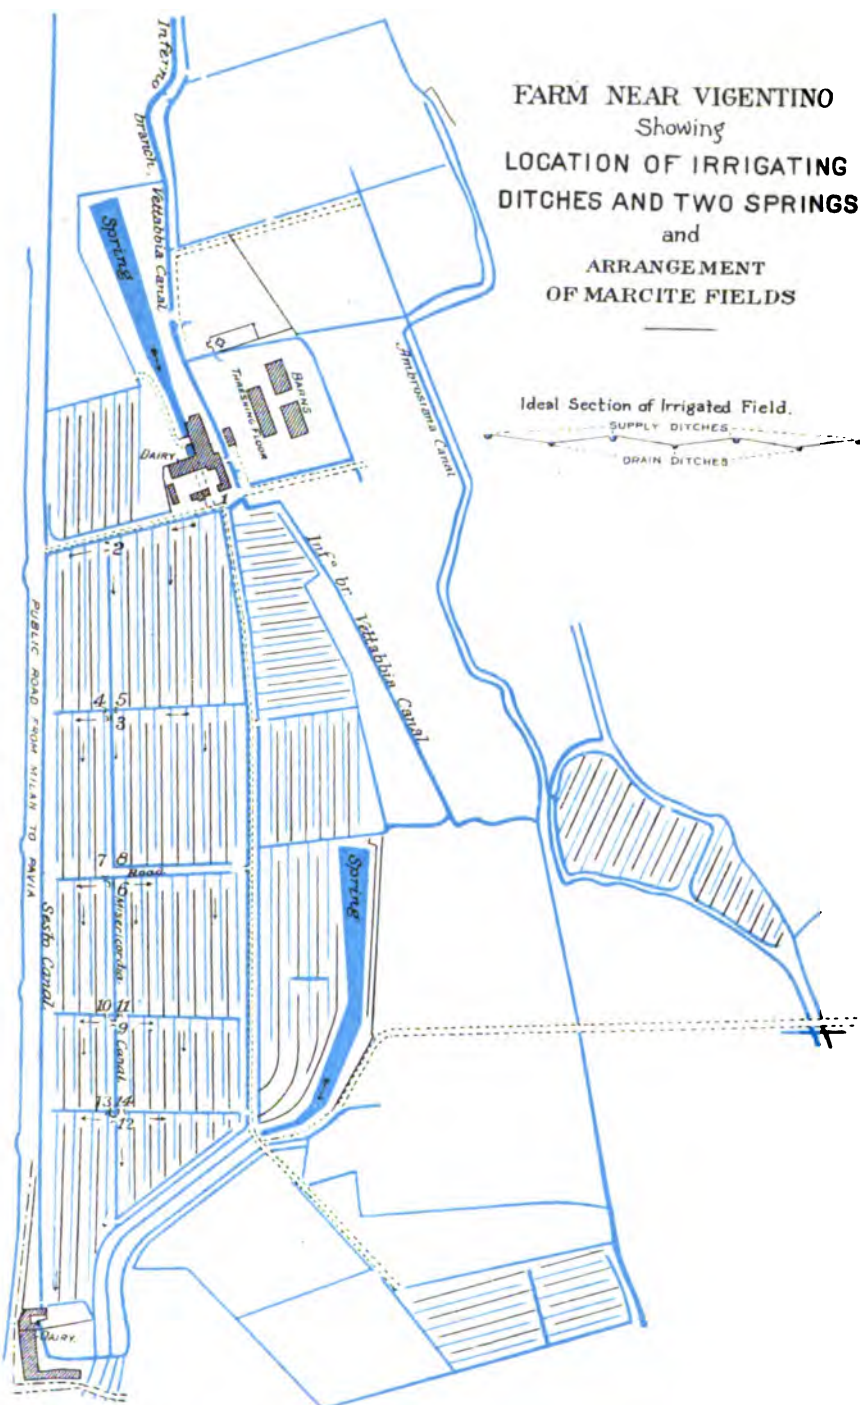 FARM NEAR VIGENTINO
Showing
LOCATION OF IRRIGATING
DITCHES AND TWO SPRINGS
and
ARRANGEMENT
OF MARCITE FIELDS
Ideal Section of Irrigated Field.
SUPPLY DITCHES
DRAIN DITCHES
Inferno
branch, Vettabbia Canal
Spring
BARNS
THRESHING FLOOR
DAIRY
Ambrosiana Canal
1
2
Infº br. Vettabbia Canal
PUBLIC ROAD FROM MILAN TO PAVIA
4 5
3
7 8
Road
6
Misericordia
Canal
Sesto Canal
Spring
10 11
9
13 14
12
DAIRY